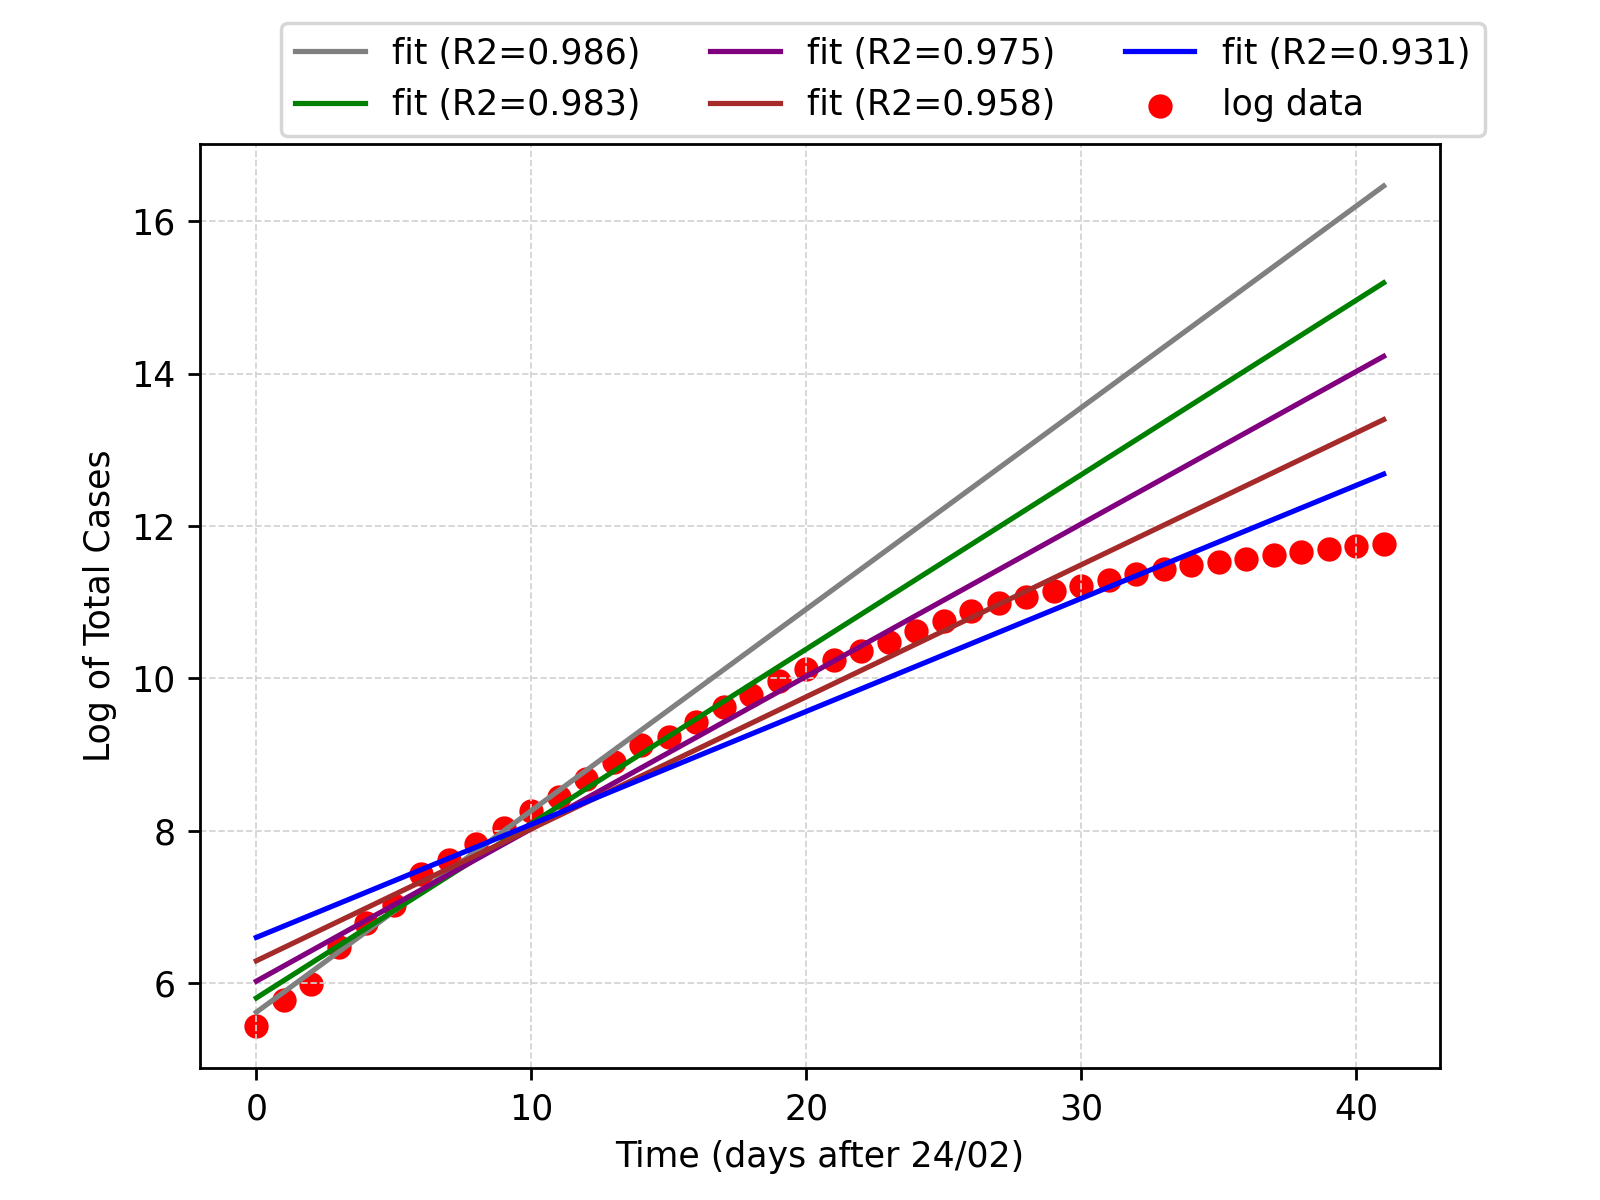 fit (R2=0.986) fit (R2=0.975) fit (R2=0.931)
fit (R2=0.983) fit (R2=0.958) log data
16
14
12
10
8
6
Log of Total Cases
0 10 20 30 40
Time (days after 24/02)